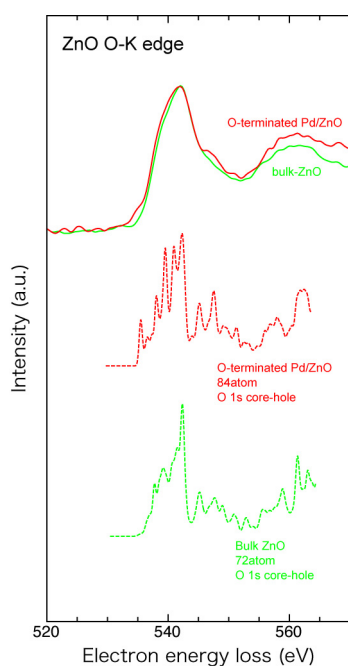 ZnO O-K edge
O-terminated Pd/ZnO
bulk-ZnO
Intensity (a.u.)
O-terminated Pd/ZnO
84atom
O 1s core-hole
Bulk ZnO
72atom
O 1s core-hole
520 540 560
Electron energy loss (eV)